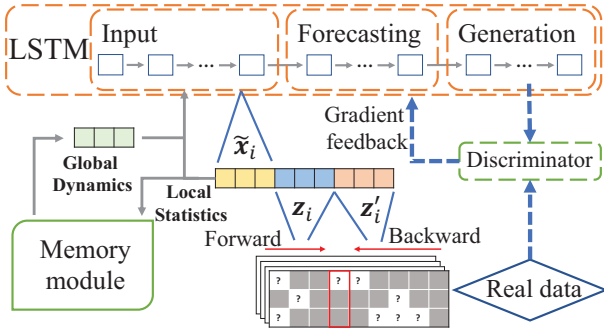 LSTM
Input
Forecasting
Generation
...
...
...
x̃ᵢ
Gradient
feedback
Discriminator
Global
Dynamics
Local
Statistics
zᵢ
z′ᵢ
Forward
Backward
Memory
module
? ? ?
? ?
? ? ? ?
Real data